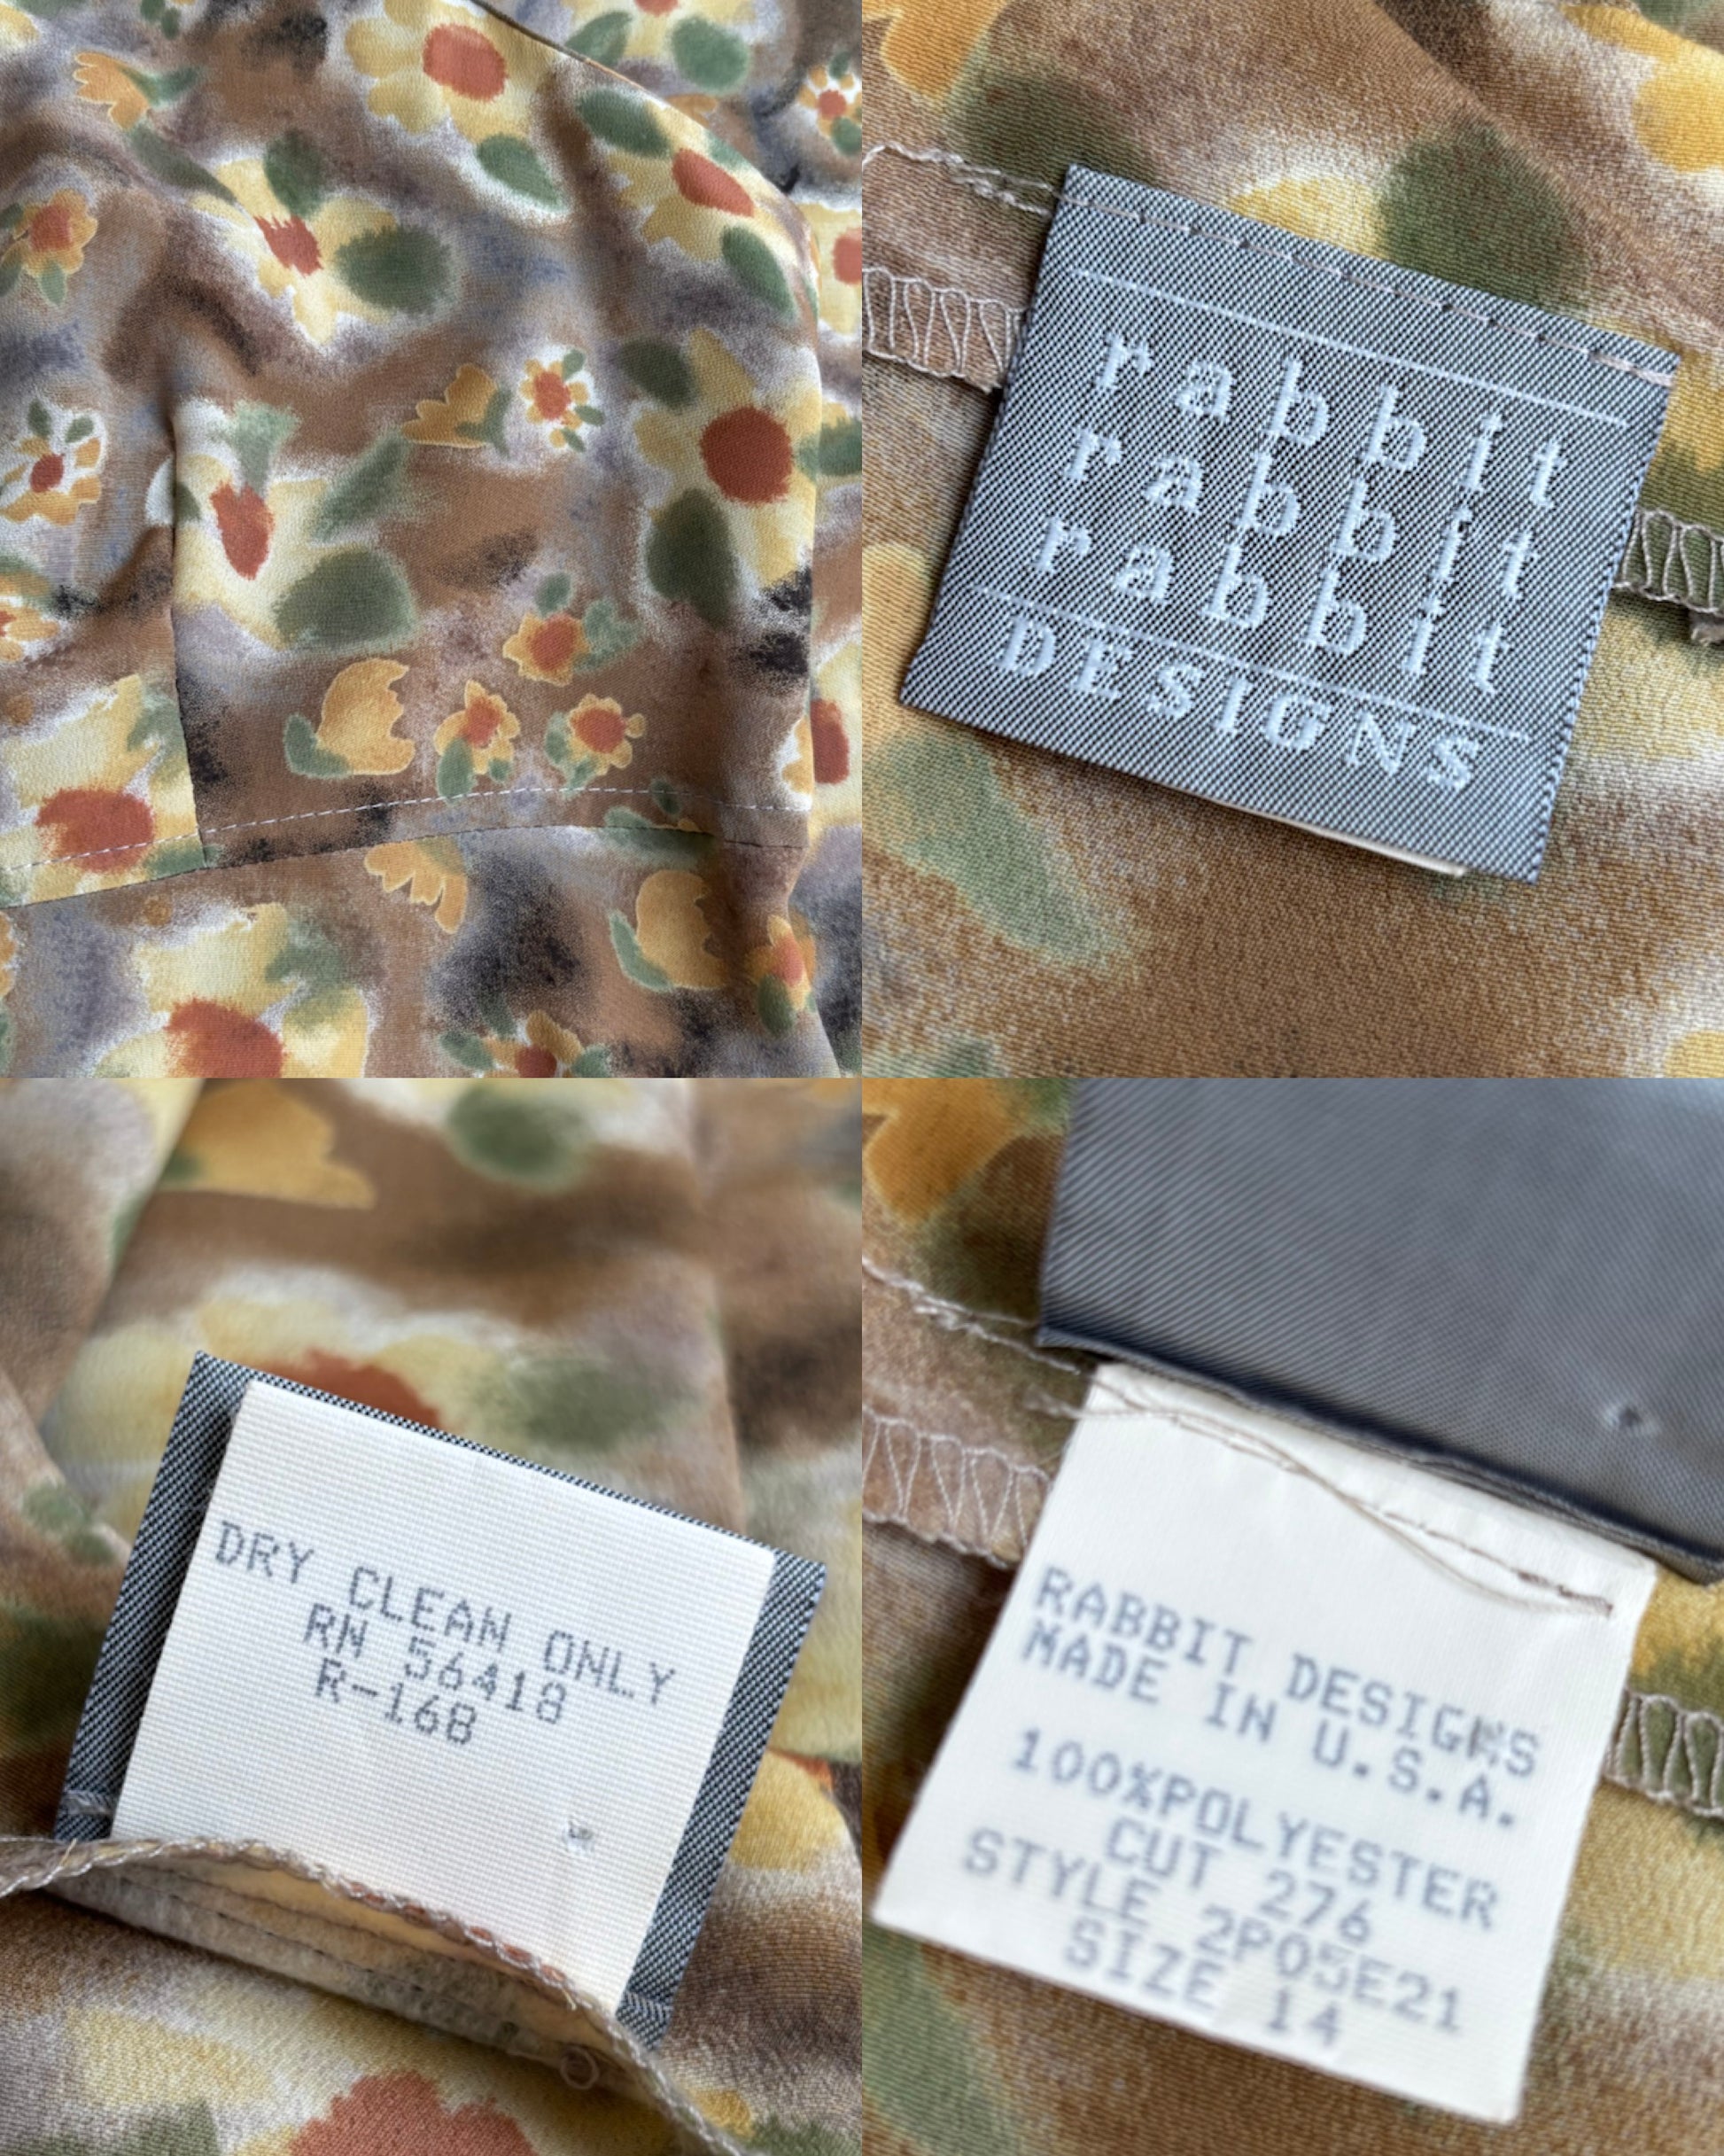 rabbit
rabbit
rabbit
DESIGNS
DRY CLEAN ONLY
RN 56418
R-168
RABBIT DESIGNS
MADE IN U.S.A.
100%POLYESTER
CUT 276
STYLE 2P05E21
SIZE 14